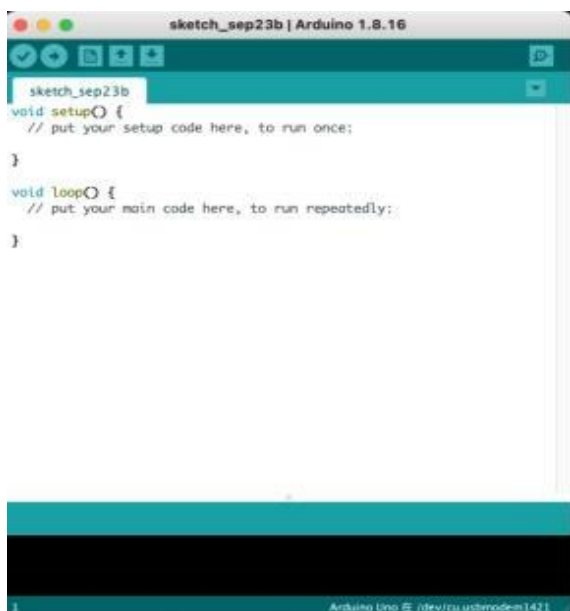 sketch_sep23b | Arduino 1.8.16
sketch_sep23b
void setup() {
  // put your setup code here, to run once:
}
void loop() {
  // put your main code here, to run repeatedly:
}
1
Arduino Uno 在 /dev/cu.usbmodem1421